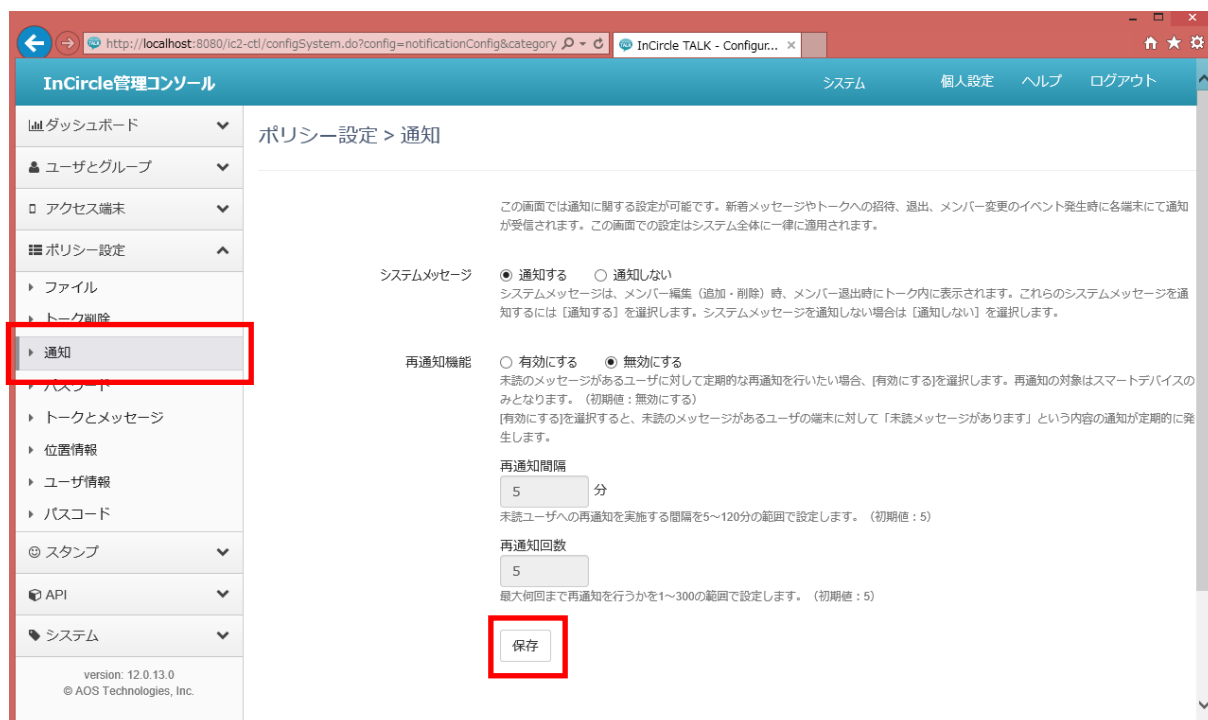 http://localhost:8080/ic2-ctl/configSystem.do?config=notificationConfig&category
InCircle TALK - Configur...
InCircle管理コンソール
システム
個人設定
ヘルプ
ログアウト
ダッシュボード
ユーザとグループ
アクセス端末
ポリシー設定
ファイル
トーク削除
通知
パスワード
トークとメッセージ
位置情報
ユーザ情報
パスコード
スタンプ
API
システム
version: 12.0.13.0
© AOS Technologies, Inc.
ポリシー設定 > 通知
この画面では通知に関する設定が可能です。新着メッセージやトークへの招待、退出、メンバー変更のイベント発生時に各端末にて通知
が受信されます。この画面での設定はシステム全体に一律に適用されます。
システムメッセージ
通知する 通知しない
システムメッセージは、メンバー編集（追加・削除）時、メンバー退出時にトーク内に表示されます。これらのシステムメッセージを通
知するには［通知する］を選択します。システムメッセージを通知しない場合は［通知しない］を選択します。
再通知機能
有効にする 無効にする
未読のメッセージがあるユーザに対して定期的な再通知を行いたい場合、[有効にする]を選択します。再通知の対象はスマートデバイスの
みとなります。（初期値：無効にする）
[有効にする]を選択すると、未読のメッセージがあるユーザの端末に対して「未読メッセージがあります」という内容の通知が定期的に発
生します。
再通知間隔
5 分
未読ユーザへの再通知を実施する間隔を5～120分の範囲で設定します。（初期値：5）
再通知回数
5
最大何回まで再通知を行うかを1～300の範囲で設定します。（初期値：5）
保存